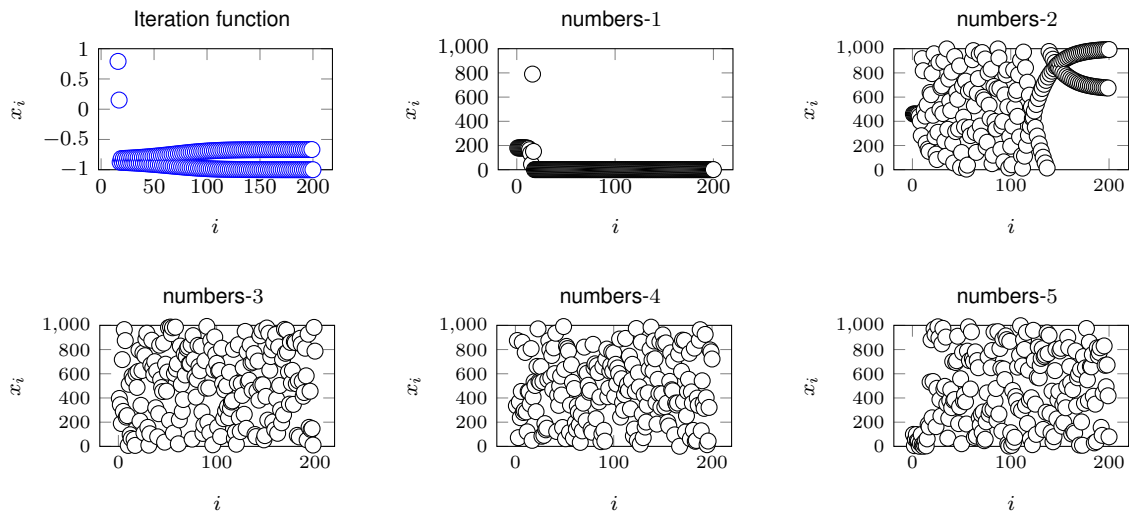 Iteration function numbers-1 numbers-2
1 1,000 1,000
0.5 800 800
0 600 600
−0.5 400 400
−1 200 200
0 0
x_i x_i x_i
0 50 100 150 200 0 100 200 0 100 200
i i i
numbers-3 numbers-4 numbers-5
1,000 1,000 1,000
800 800 800
600 600 600
400 400 400
200 200 200
0 0 0
x_i x_i x_i
0 100 200 0 100 200 0 100 200
i i i